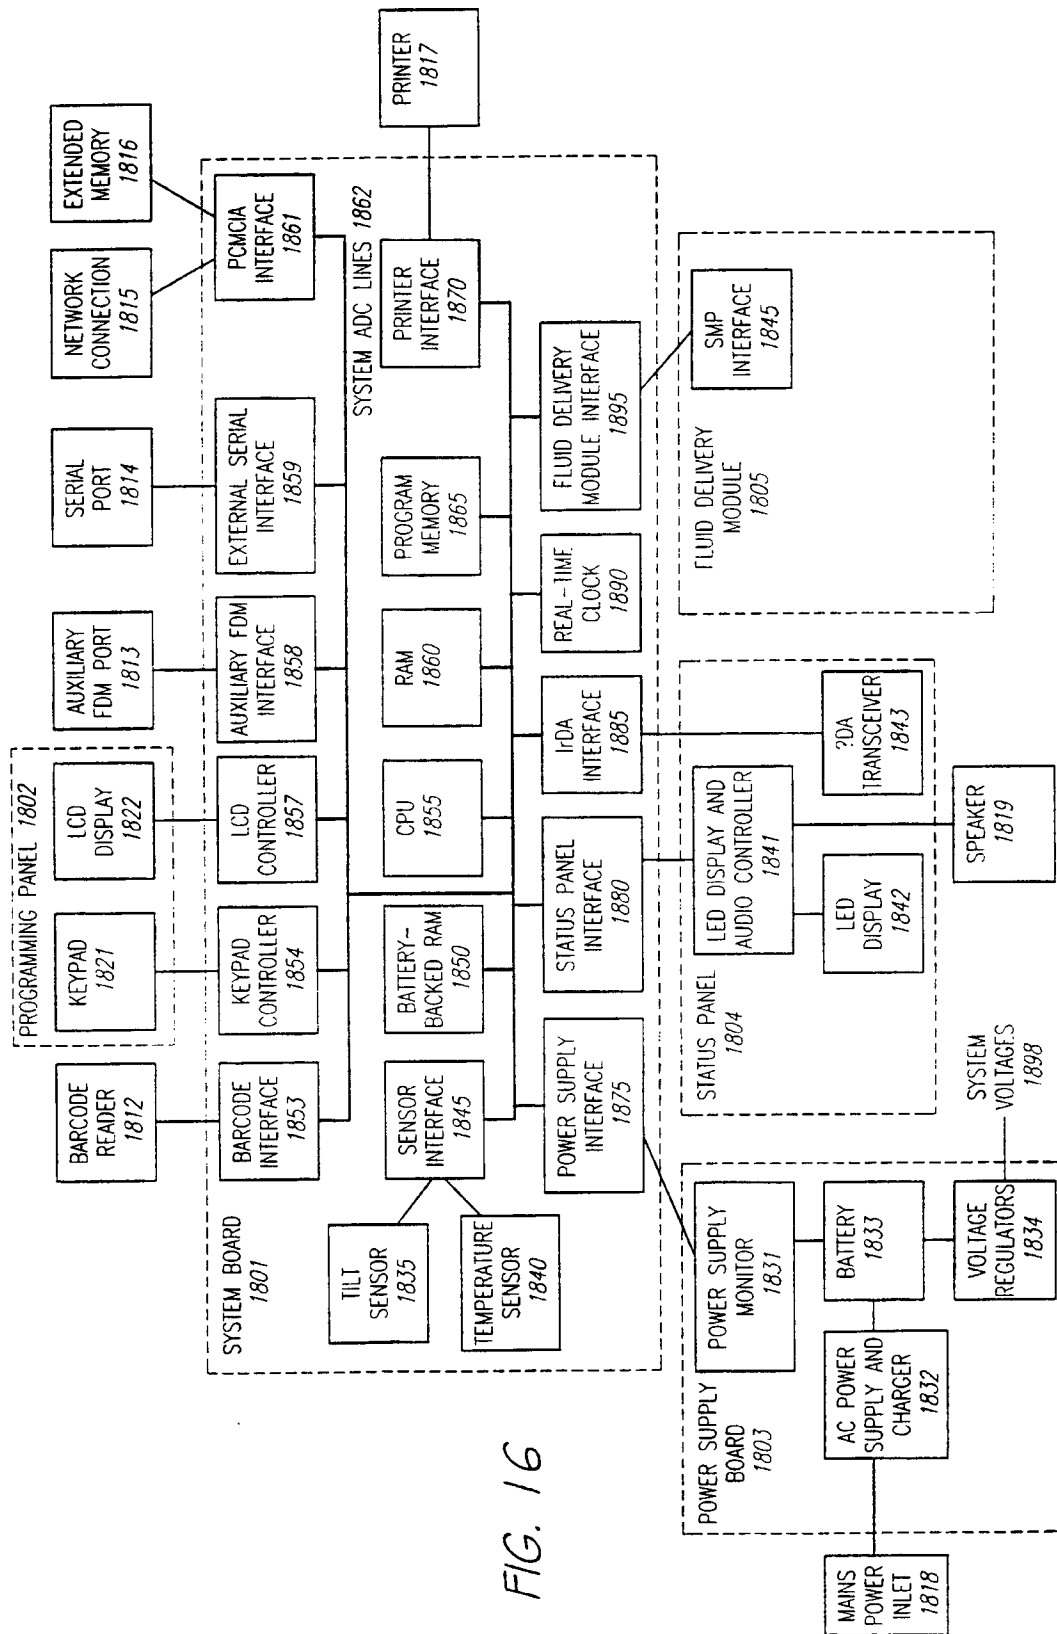 PROGRAMMING PANEL 1802
BARCODE
READER
1812
KEYPAD
1821
LCD
DISPLAY
1822
AUXILIARY
FDM PORT
1813
SERIAL
PORT
1814
NETWORK
CONNECTION
1815
EXTENDED
MEMORY
1816
SYSTEM BOARD
1801
BARCODE
INTERFACE
1853
KEYPAD
CONTROLLER
1854
LCD
CONTROLLER
1857
AUXILIARY FDM
INTERFACE
1858
EXTERNAL SERIAL
INTERFACE
1859
PCMCIA
INTERFACE
1861
SYSTEM ADC LINES 1862
TILT
SENSOR
1835
TEMPERATURE
SENSOR
1840
SENSOR
INTERFACE
1845
BATTERY-
BACKED RAM
1850
CPU
1855
RAM
1860
PROGRAM
MEMORY
1865
PRINTER
INTERFACE
1870
PRINTER
1817
POWER SUPPLY
INTERFACE
1875
STATUS PANEL
INTERFACE
1880
IrDA
INTERFACE
1885
REAL-TIME
CLOCK
1890
FLUID DELIVERY
MODULE INTERFACE
1895
POWER SUPPLY
BOARD
1803
POWER SUPPLY
MONITOR
1831
MAINS
POWER
INLET
1818
AC POWER
SUPPLY AND
CHARGER
1832
BATTERY
1833
VOLTAGE
REGULATORS
1834
SYSTEM
VOLTAGES
1898
STATUS PANEL
1804
LED DISPLAY AND
AUDIO CONTROLLER
1841
LED
DISPLAY
1842
?DA
TRANSCEIVER
1843
SPEAKER
1819
FLUID DELIVERY
MODULE
1805
SMP
INTERFACE
1845
FIG. 16